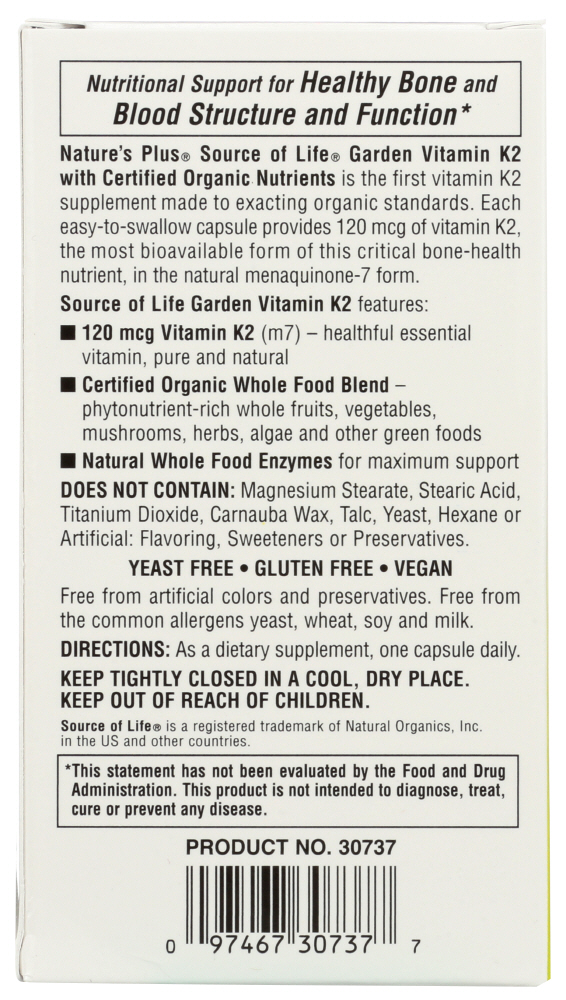 Nutritional Support for Healthy Bone and
Blood Structure and Function*
Nature's Plus® Source of Life® Garden Vitamin K2
with Certified Organic Nutrients is the first vitamin K2
supplement made to exacting organic standards. Each
easy-to-swallow capsule provides 120 mcg of vitamin K2,
the most bioavailable form of this critical bone-health
nutrient, in the natural menaquinone-7 form.
Source of Life Garden Vitamin K2 features:
■ 120 mcg Vitamin K2 (m7) – healthful essential
vitamin, pure and natural
■ Certified Organic Whole Food Blend –
phytonutrient-rich whole fruits, vegetables,
mushrooms, herbs, algae and other green foods
■ Natural Whole Food Enzymes for maximum support
DOES NOT CONTAIN: Magnesium Stearate, Stearic Acid,
Titanium Dioxide, Carnauba Wax, Talc, Yeast, Hexane or
Artificial: Flavoring, Sweeteners or Preservatives.
YEAST FREE • GLUTEN FREE • VEGAN
Free from artificial colors and preservatives. Free from
the common allergens yeast, wheat, soy and milk.
DIRECTIONS: As a dietary supplement, one capsule daily.
KEEP TIGHTLY CLOSED IN A COOL, DRY PLACE.
KEEP OUT OF REACH OF CHILDREN.
Source of Life® is a registered trademark of Natural Organics, Inc.
in the US and other countries.
*This statement has not been evaluated by the Food and Drug
Administration. This product is not intended to diagnose, treat,
cure or prevent any disease.
PRODUCT NO. 30737
0 97467 30737 7